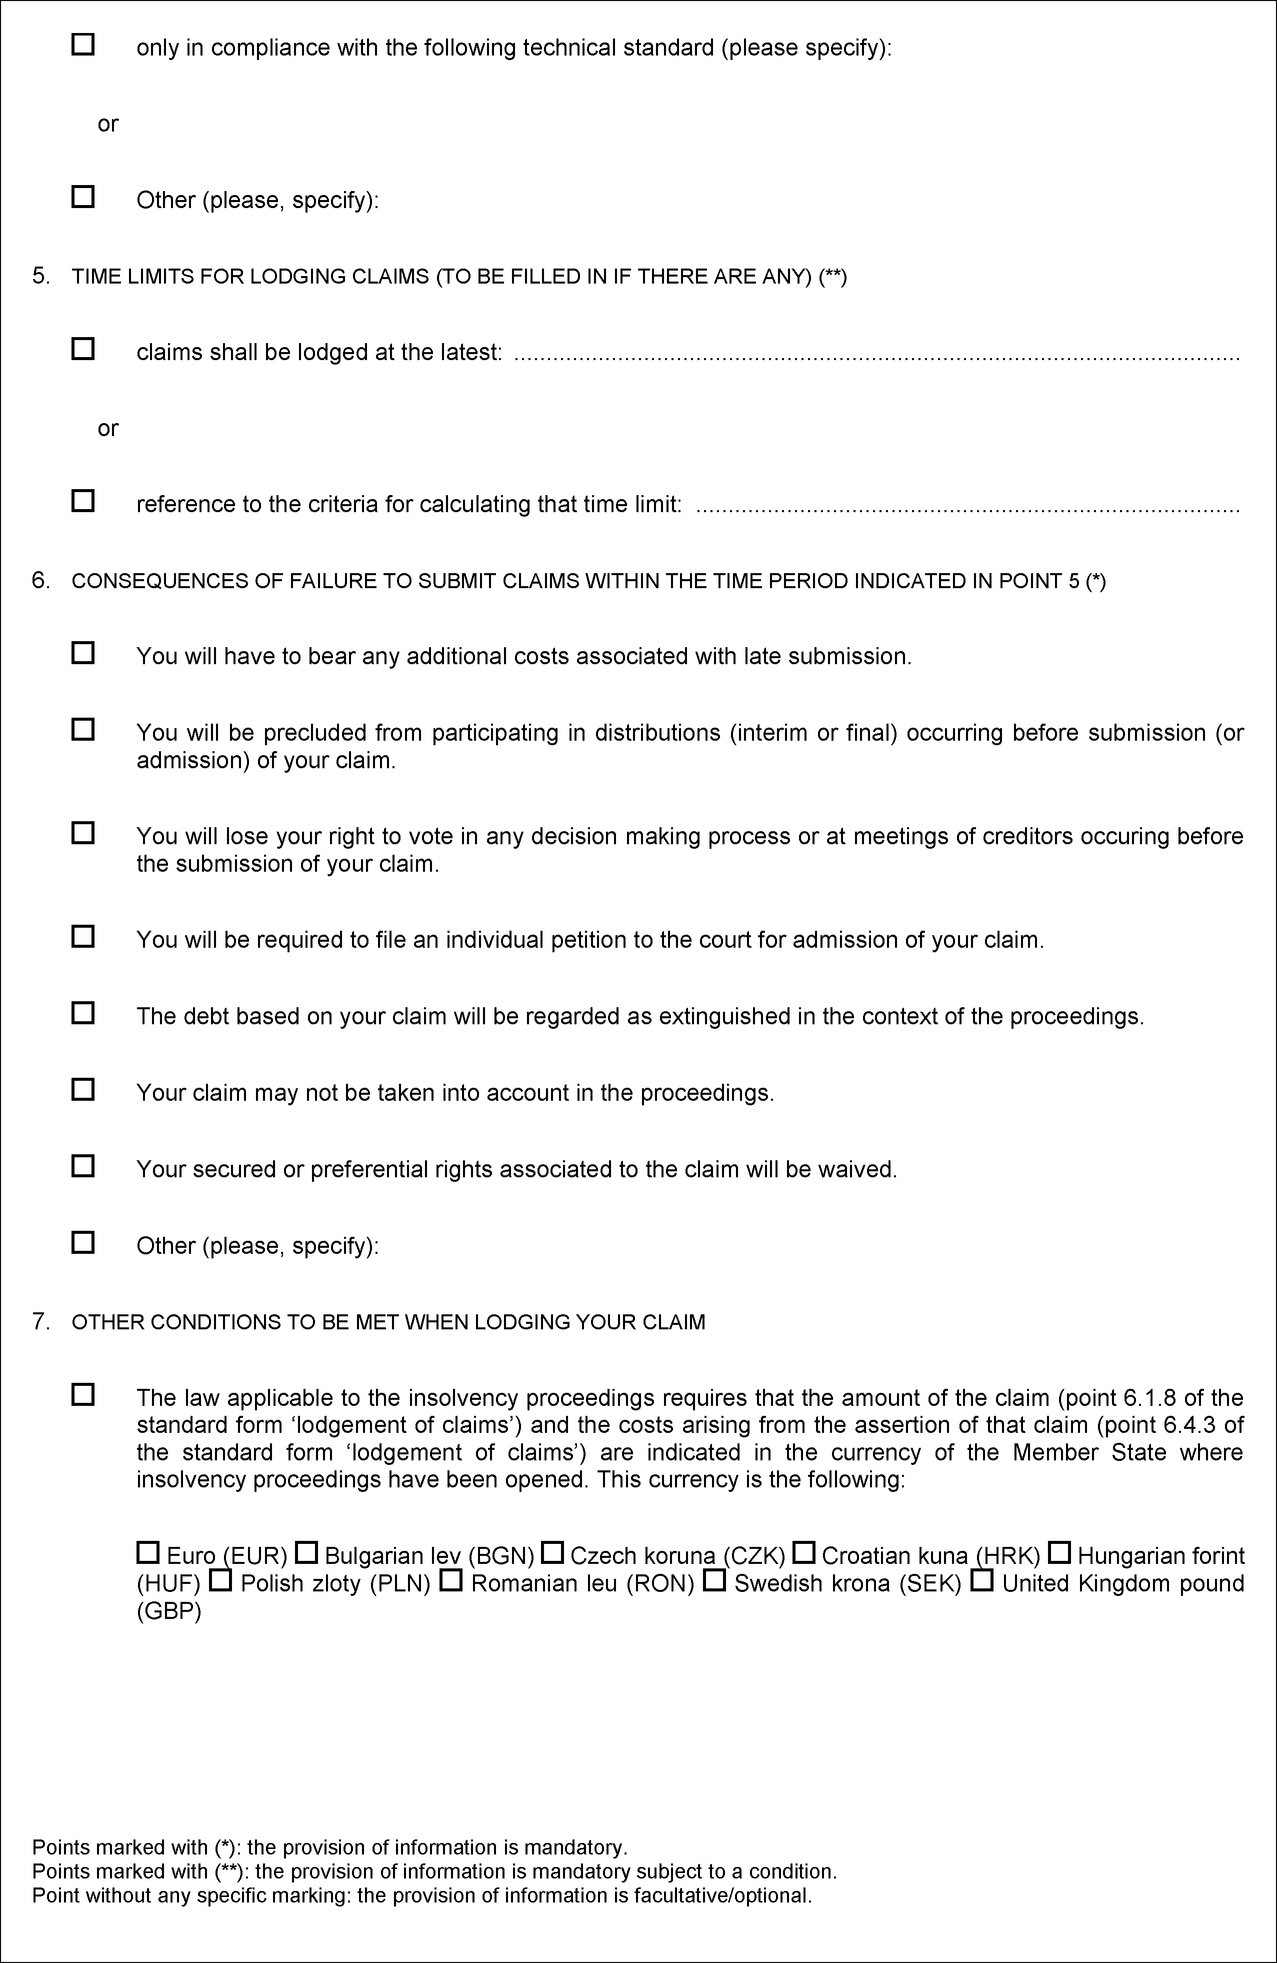 ☐ only in compliance with the following technical standard (please specify):
or
☐ Other (please, specify):
5. TIME LIMITS FOR LODGING CLAIMS (TO BE FILLED IN IF THERE ARE ANY) (**)
☐ claims shall be lodged at the latest: ................................................................................................................
or
☐ reference to the criteria for calculating that time limit: ....................................................................................
6. CONSEQUENCES OF FAILURE TO SUBMIT CLAIMS WITHIN THE TIME PERIOD INDICATED IN POINT 5 (*)
☐ You will have to bear any additional costs associated with late submission.
☐ You will be precluded from participating in distributions (interim or final) occurring before submission (or
admission) of your claim.
☐ You will lose your right to vote in any decision making process or at meetings of creditors occuring before
the submission of your claim.
☐ You will be required to file an individual petition to the court for admission of your claim.
☐ The debt based on your claim will be regarded as extinguished in the context of the proceedings.
☐ Your claim may not be taken into account in the proceedings.
☐ Your secured or preferential rights associated to the claim will be waived.
☐ Other (please, specify):
7. OTHER CONDITIONS TO BE MET WHEN LODGING YOUR CLAIM
☐ The law applicable to the insolvency proceedings requires that the amount of the claim (point 6.1.8 of the
standard form ‘lodgement of claims’) and the costs arising from the assertion of that claim (point 6.4.3 of
the standard form ‘lodgement of claims’) are indicated in the currency of the Member State where
insolvency proceedings have been opened. This currency is the following:
☐ Euro (EUR) ☐ Bulgarian lev (BGN) ☐ Czech koruna (CZK) ☐ Croatian kuna (HRK) ☐ Hungarian forint
(HUF) ☐ Polish zloty (PLN) ☐ Romanian leu (RON) ☐ Swedish krona (SEK) ☐ United Kingdom pound
(GBP)
Points marked with (*): the provision of information is mandatory.
Points marked with (**): the provision of information is mandatory subject to a condition.
Point without any specific marking: the provision of information is facultative/optional.